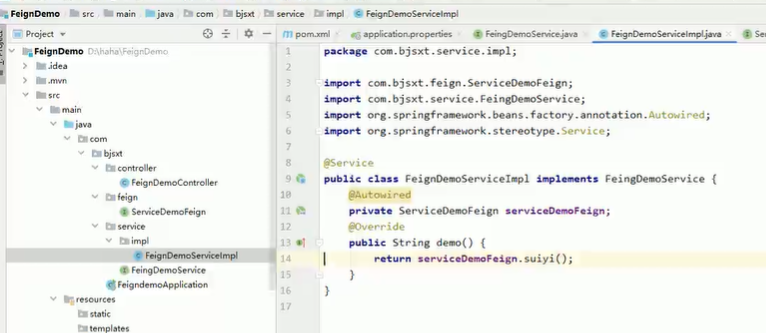 FeignDemo src main java com bjsxt service impl FeignDemoServiceImpl
Project
pom.xml application.properties FeingDemoService.java FeignDemoServiceImpl.java
FeignDemo D:\haha\FeignDemo
.idea
.mvn
src
main
java
com
bjsxt
controller
FeignDemoController
feign
ServiceDemoFeign
service
impl
FeignDemoServiceImpl
FeingDemoService
FeigndemoApplication
resources
static
templates
1 package com.bjsxt.service.impl;
2
3 import com.bjsxt.feign.ServiceDemoFeign;
4 import com.bjsxt.service.FeingDemoService;
5 import org.springframework.beans.factory.annotation.Autowired;
6 import org.springframework.stereotype.Service;
7
8 @Service
9 public class FeignDemoServiceImpl implements FeingDemoService {
10 @Autowired
11 private ServiceDemoFeign serviceDemoFeign;
12 @Override
13 public String demo() {
14 return serviceDemoFeign.suiyi();
15 }
16 }
17